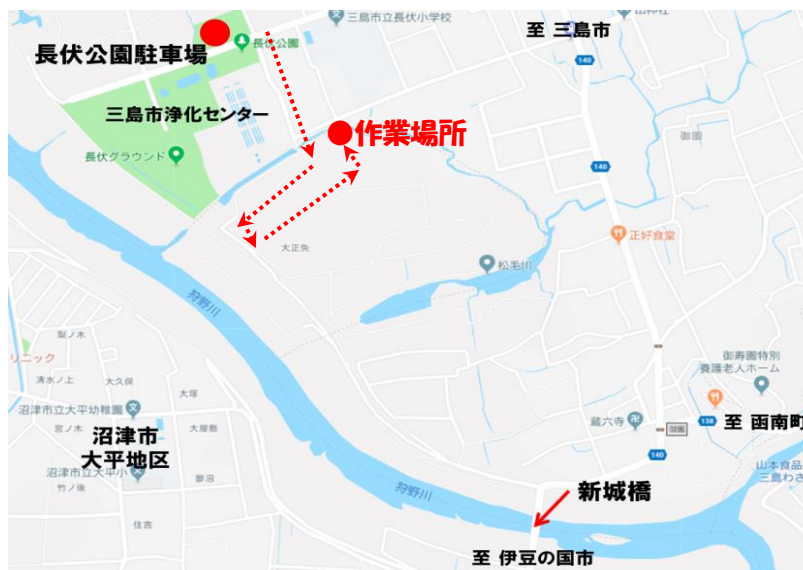 三島市立長伏小学校
至 三島市
長伏公園駐車場
長伏公園
140
三島市浄化センター
作業場所
御園
長伏グラウンド
140
正好食堂
大正免
松毛川
狩野川
梨ノ木
リニック
清水ノ上
大久保
大塚
御寿園特別
養護老人ホーム
沼津市立大平幼稚園
宮ノ木
大屋敷
蔵六寺
御園
138
至 函南町
沼津市
大平地区
140
沼津市立大平小
竹ノ後
山本食品
三島わさ
狩野川
新城橋
住吉
至 伊豆の国市